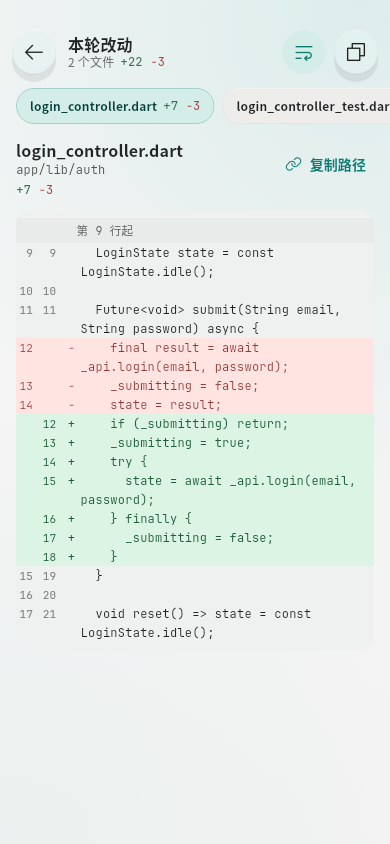 本轮改动
2 个文件 +22 -3
login_controller.dart +7 -3
login_controller_test.dar
login_controller.dart
app/lib/auth
+7 -3
复制路径
第 9 行起
9 9 LoginState state = const
LoginState.idle();
10 10
11 11 Future<void> submit(String email,
String password) async {
12 - final result = await
_api.login(email, password);
13 - _submitting = false;
14 - state = result;
12 + if (_submitting) return;
13 + _submitting = true;
14 + try {
15 + state = await _api.login(email,
password);
16 + } finally {
17 + _submitting = false;
18 + }
15 19 }
16 20
17 21 void reset() => state = const
LoginState.idle();